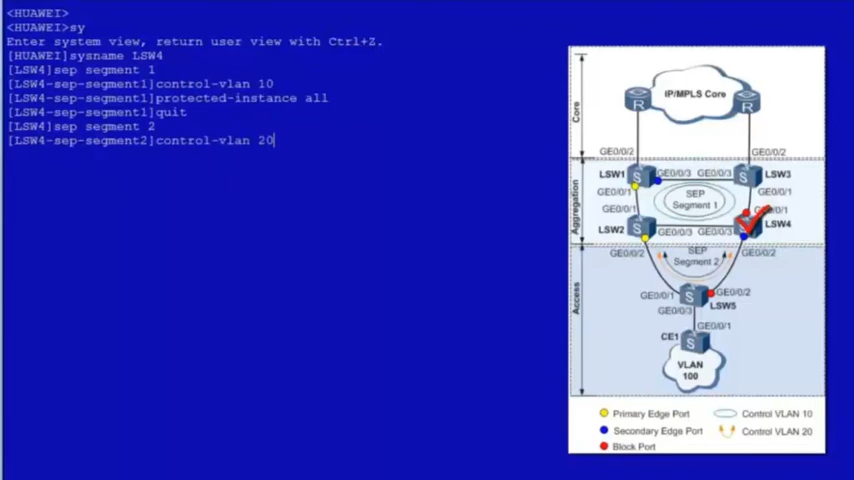 <HUAWEI>
<HUAWEI>sy
Enter system view, return user view with Ctrl+Z.
[HUAWEI]sysname LSW4
[LSW4]sep segment 1
[LSW4-sep-segment1]control-vlan 10
[LSW4-sep-segment1]protected-instance all
[LSW4-sep-segment1]quit
[LSW4]sep segment 2
[LSW4-sep-segment2]control-vlan 20
Core
IP/MPLS Core
R
R
GE0/0/2
GE0/0/2
Aggregation
LSW1
S
GE0/0/3
GE0/0/3
S
LSW3
GE0/0/1
GE0/0/1
SEP
Segment 1
GE0/0/1
0/1
LSW2
S
GE0/0/3
GE0/0/3
LSW4
GE0/0/2
SEP
Segment 2
GE0/0/2
Access
GE0/0/1
S
GE0/0/2
LSW5
GE0/0/3
GE0/0/1
CE1
S
VLAN
100
Primary Edge Port
Control VLAN 10
Secondary Edge Port
Control VLAN 20
Block Port